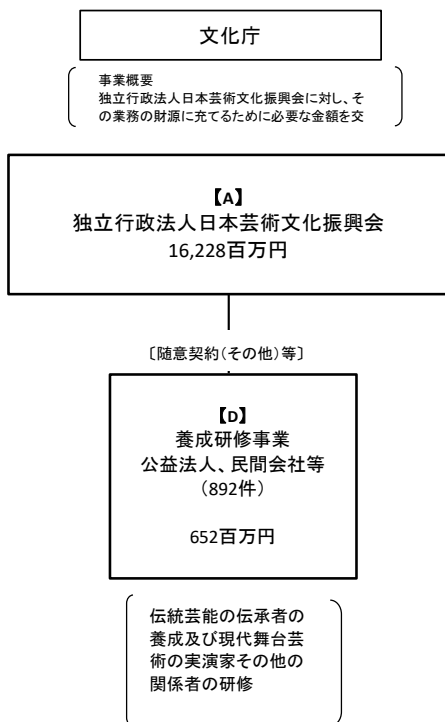 文化庁
事業概要
独立行政法人日本芸術文化振興会に対し、そ
の業務の財源に充てるために必要な金額を交
【A】
独立行政法人日本芸術文化振興会
16,228百万円
〔随意契約(その他)等〕
【D】
養成研修事業
公益法人、民間会社等
(892件)
652百万円
伝統芸能の伝承者の
養成及び現代舞台芸
術の実演家その他の
関係者の研修